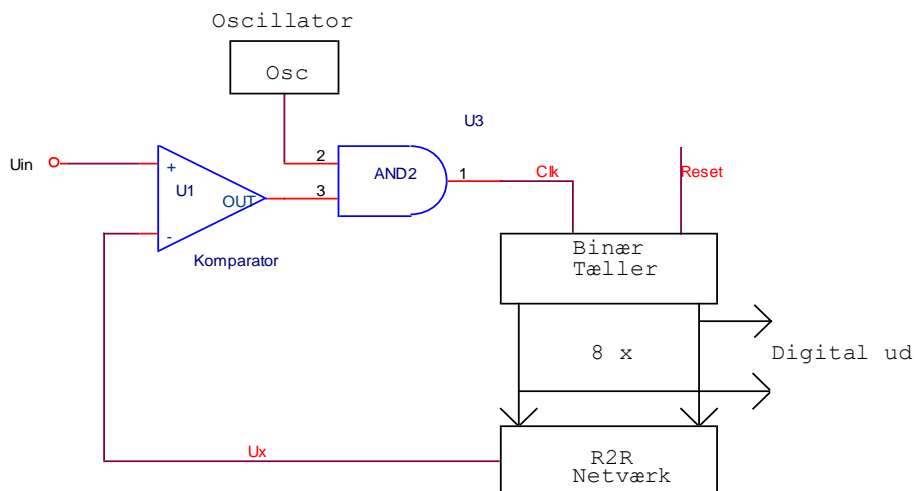 Oscillator
Osc
U3
Uin
+
U1
OUT
-
2
3
AND2
1
Clk
Reset
Komparator
Binær
Tæller
8 x
Digital ud
Ux
R2R
Netværk